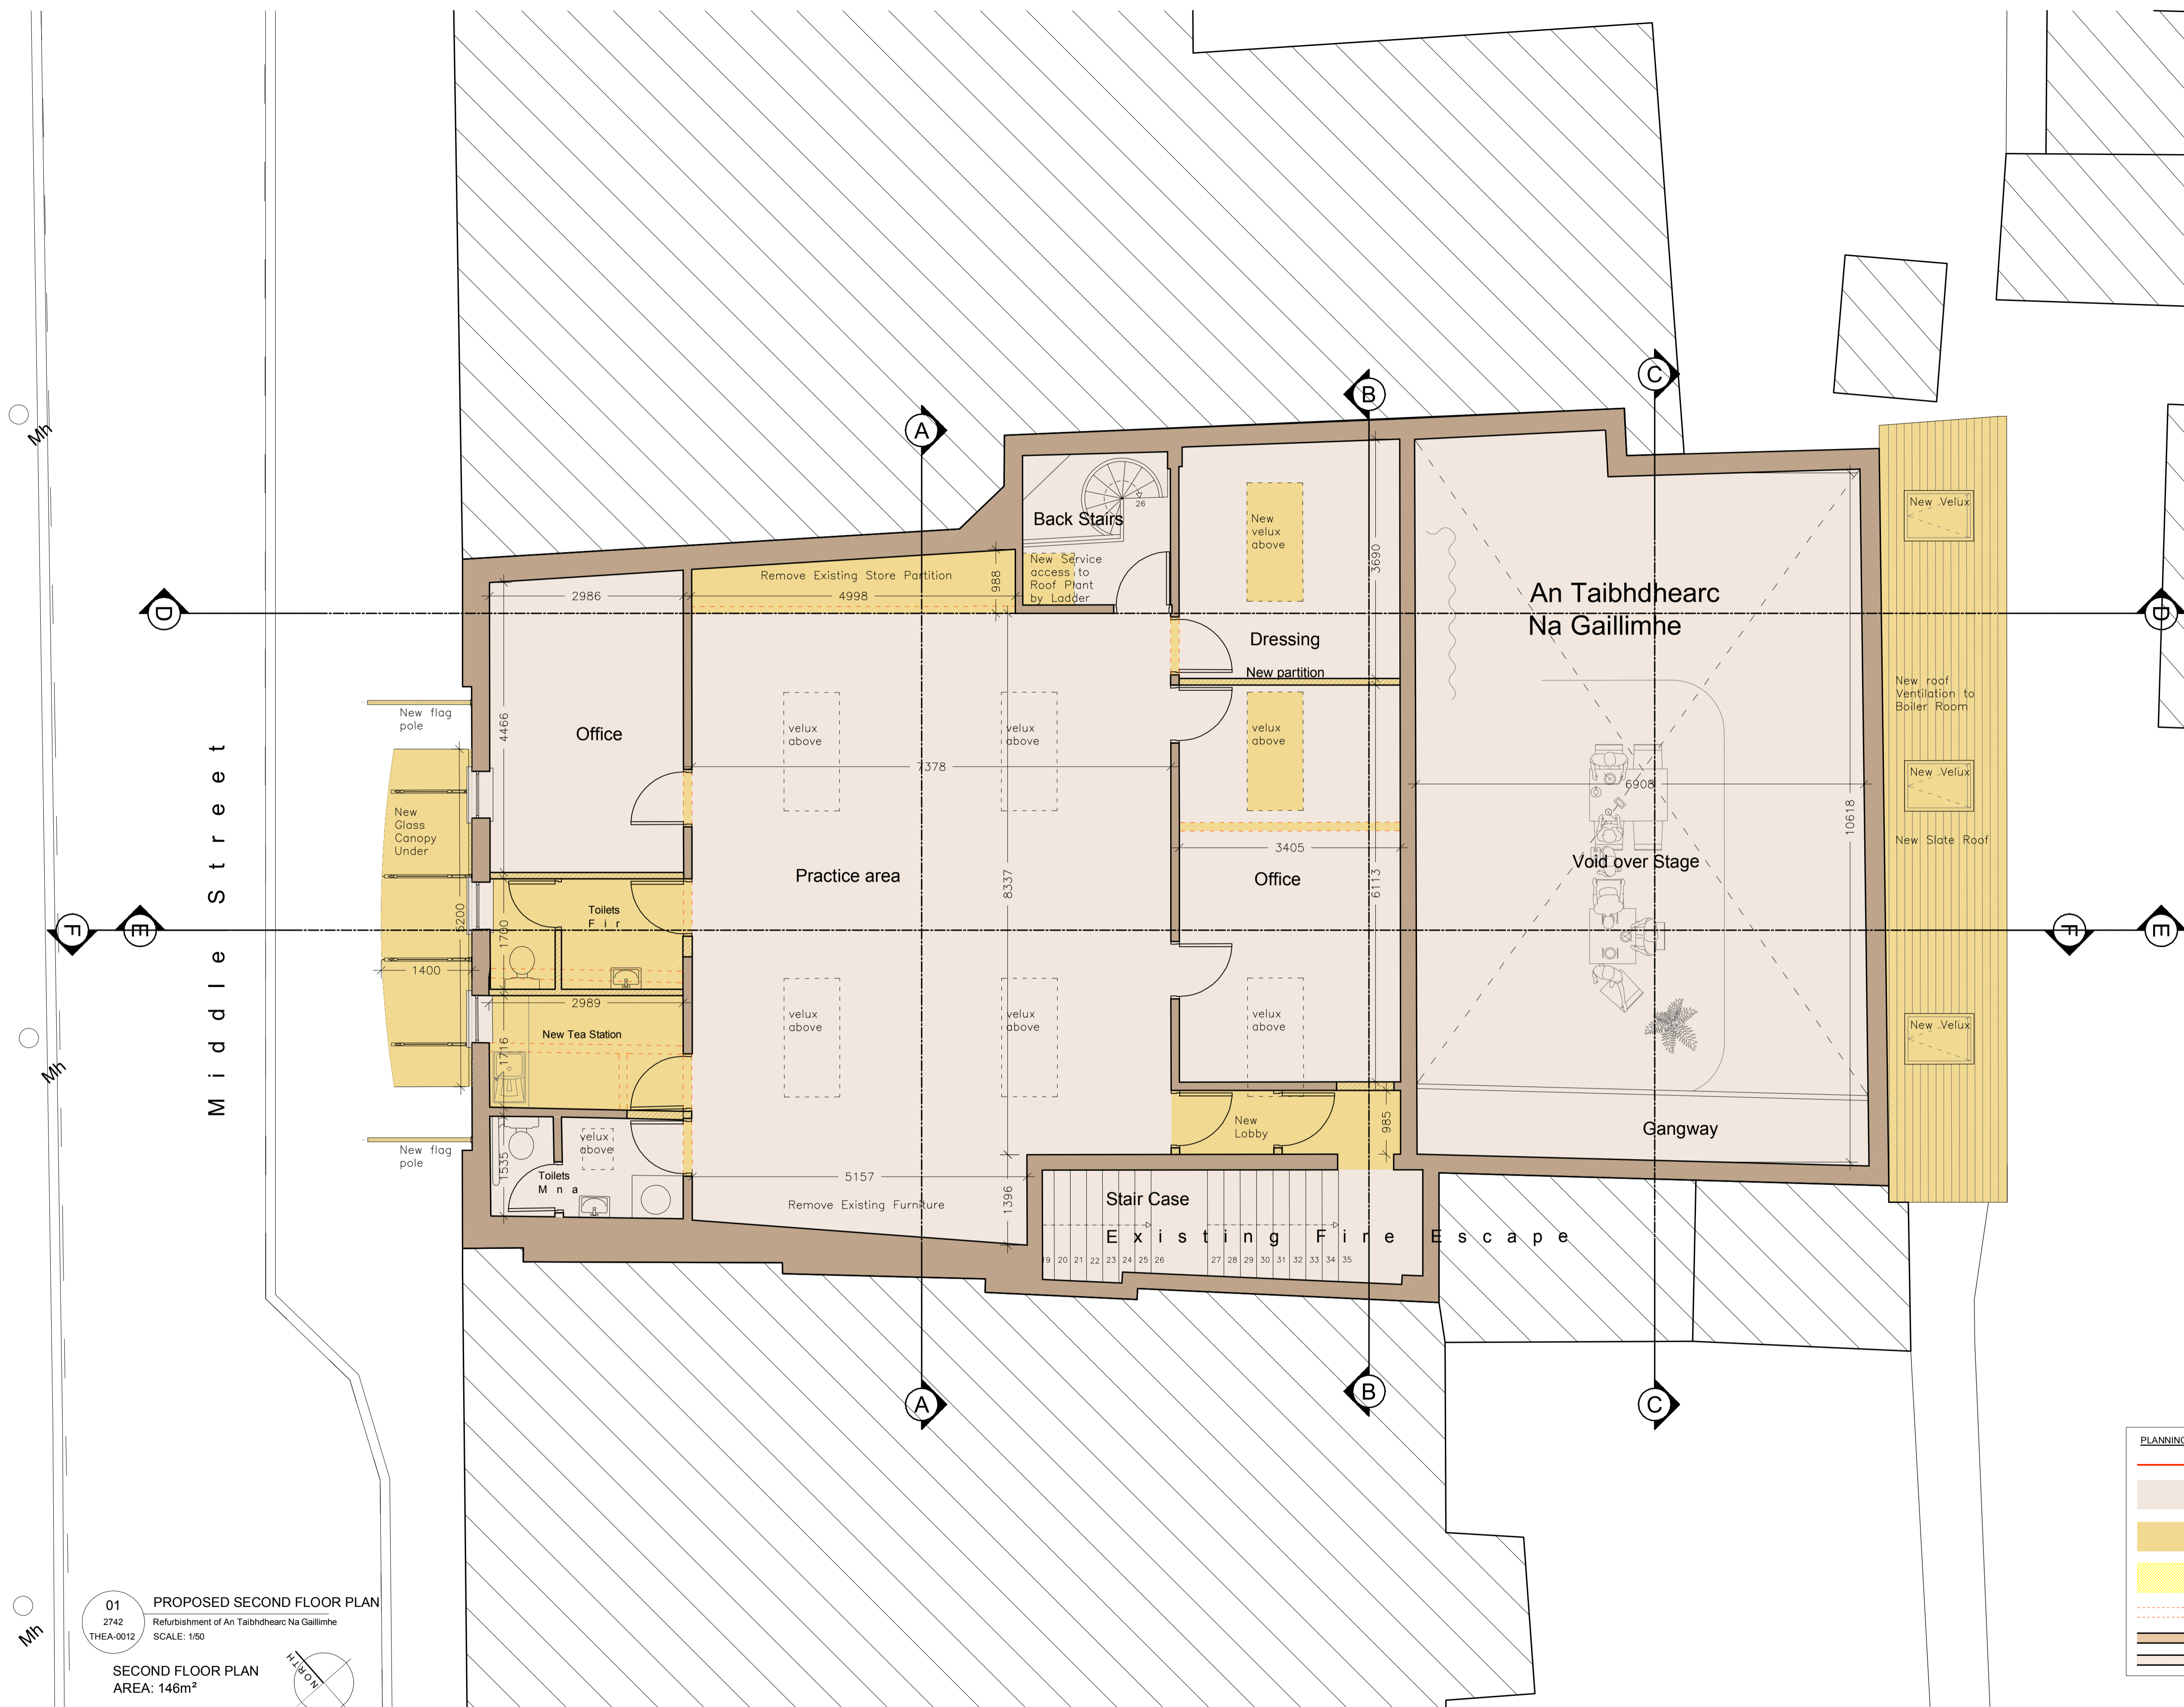 A
B
C
Mh
Back Stairs
26
New
velux
above
New Velux
Remove Existing Store Partition
988
New Service
access to
Roof Plant
by Ladder
3690
2986
4998
An Taibhdhearc
Na Gaillimhe
D
D
Dressing
New partition
New flag
pole
4466
Office
velux
above
velux
above
velux
above
New roof
Ventilation to
Boiler Room
7378
6908
New Velux
10618
New
Glass
Canopy
Under
Middle Street
3405
New Slate Roof
Void over Stage
Practice area
8337
Office
6113
Toilets
Fir
5200
1700
F
E
F
E
1400
2989
New Tea Station
1716
velux
above
velux
above
velux
above
New Velux
Mh
New
Lobby
985
Gangway
New flag
pole
velux
above
1535
Toilets
Mna
5157
Remove Existing Furniture
1396
Stair Case
Existing Fire Escape
19 20 21 22 23 24 25 26 27 28 29 30 31 32 33 34 35
A
B
C
PLANNING
Mh
01
2742
THEA-0012
PROPOSED SECOND FLOOR PLAN
Refurbishment of An Taibhdhearc Na Gaillimhe
SCALE: 1/50
NORTH
SECOND FLOOR PLAN
AREA: 146m²